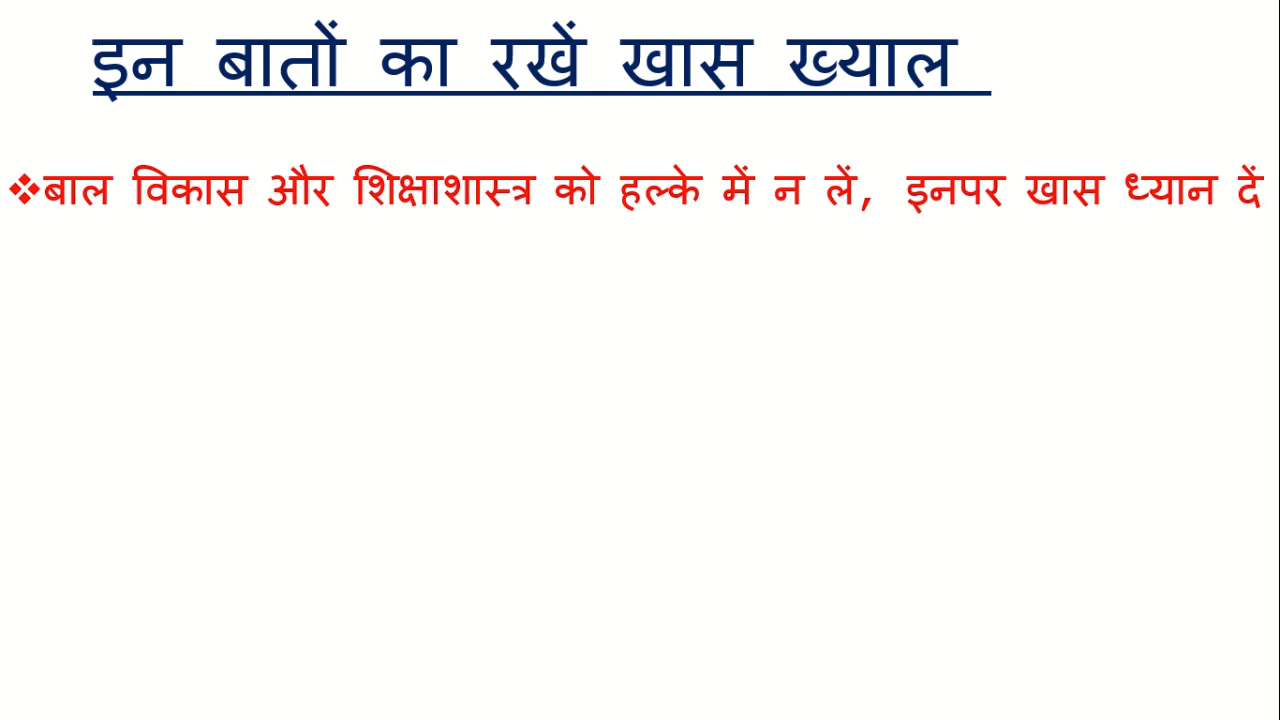 इन बातों का रखें खास ख्याल
❖बाल विकास और शिक्षाशास्त्र को हल्के में न लें, इनपर खास ध्यान दें